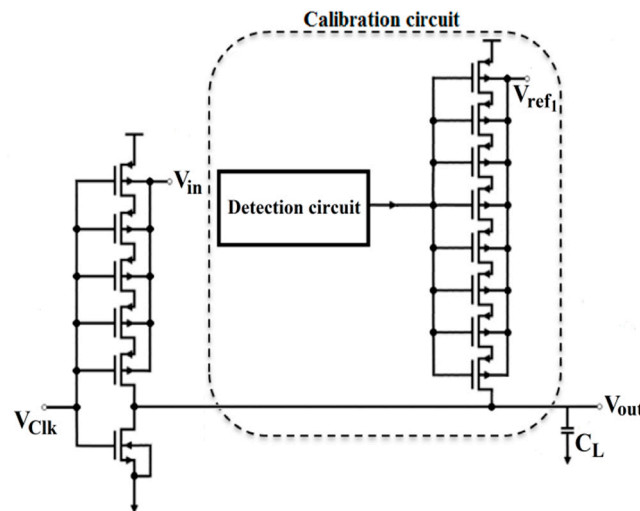 Calibration circuit
Vref1
Vin
Detection circuit
VClk
Vout
CL